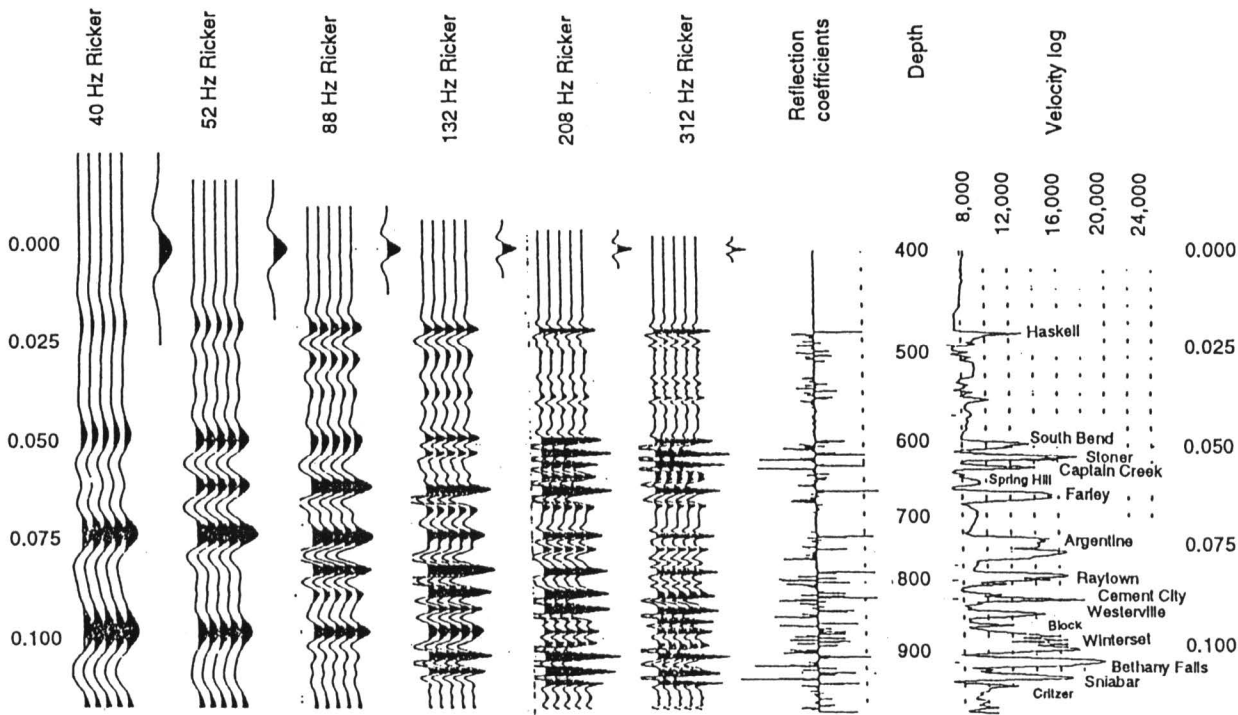 40 Hz Ricker
52 Hz Ricker
88 Hz Ricker
132 Hz Ricker
208 Hz Ricker
312 Hz Ricker
Reflection
coefficients
Depth
Velocity log
8,000
12,000
16,000
20,000
24,000
0.000
0.025
0.050
0.075
0.100
400
500
600
700
800
900
Haskell
South Bend
Stoner
Captain Creek
Spring Hill
Farley
Argentine
Raytown
Cement City
Westerville
Block
Winterset
Bethany Falls
Sniabar
Critzer
0.000
0.025
0.050
0.075
0.100